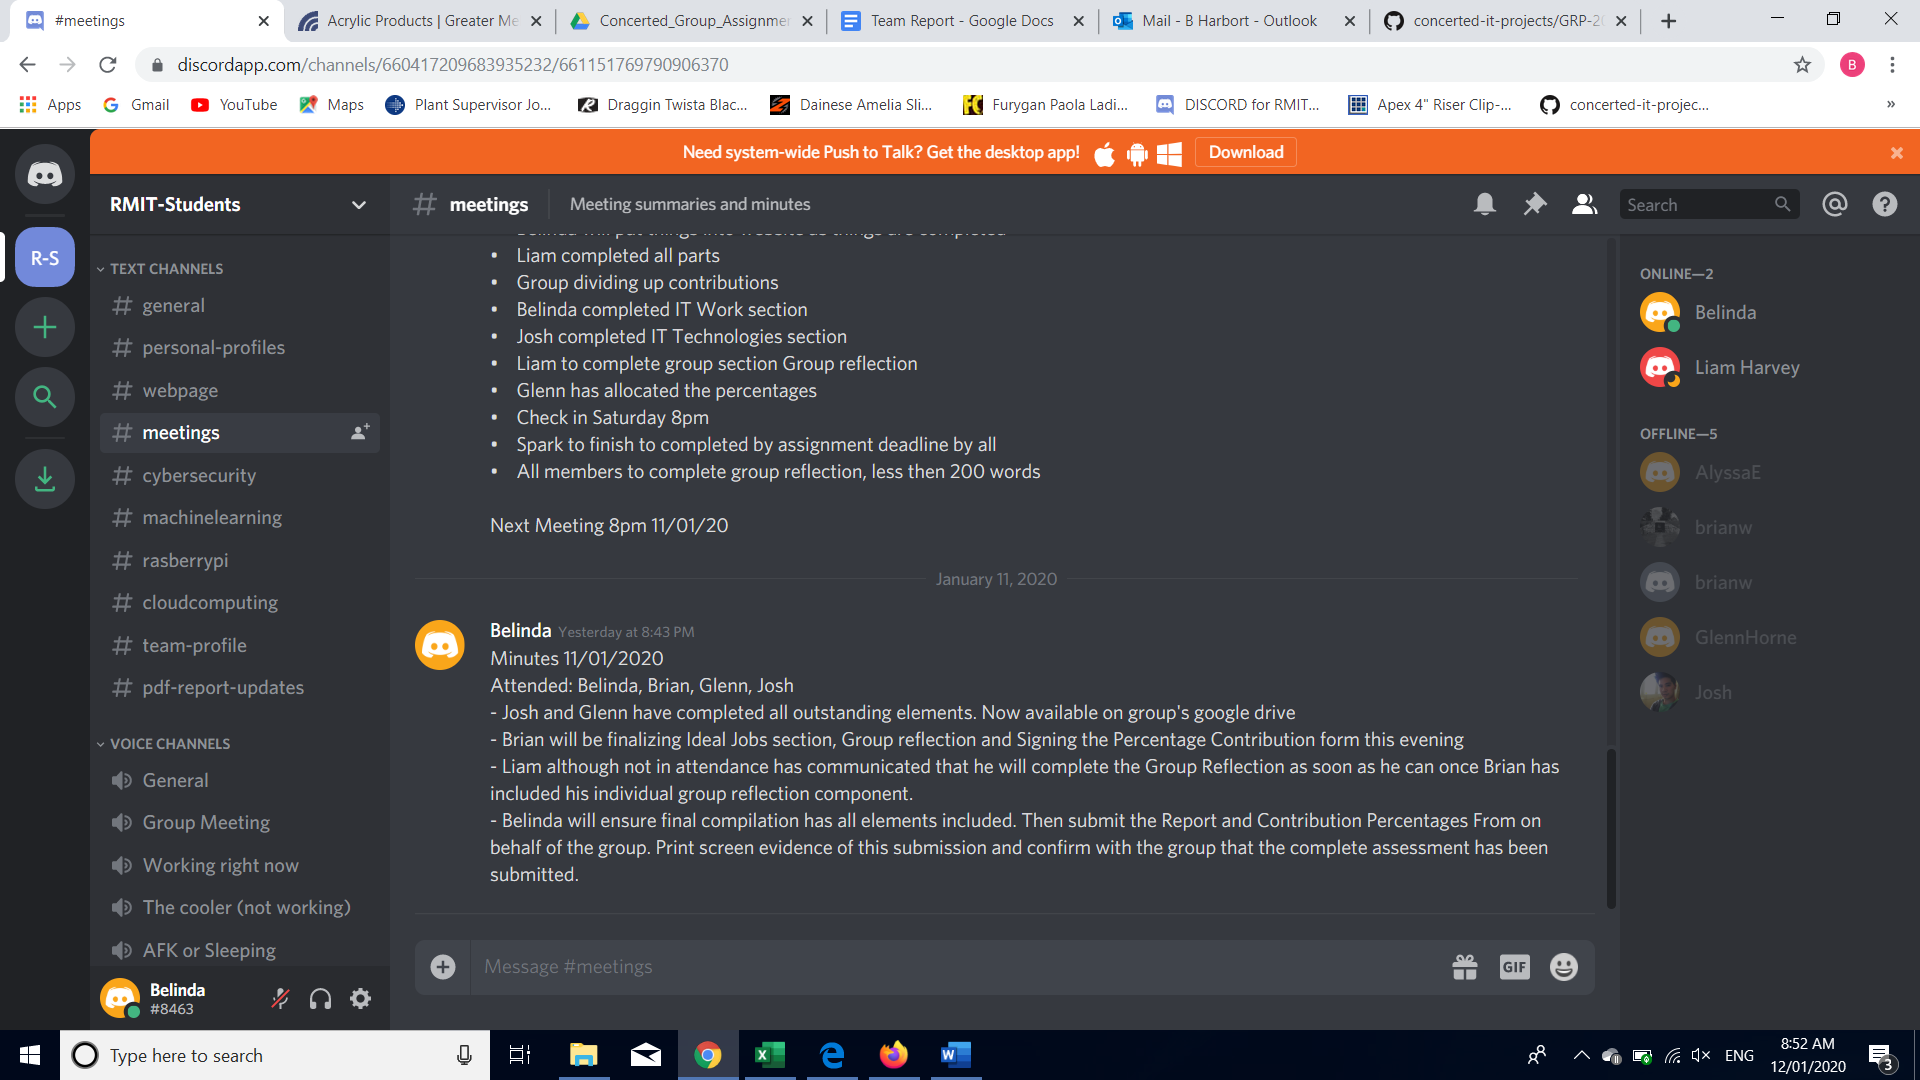 #meetings
Acrylic Products | Greater Me
Concerted_Group_Assignme
Team Report - Google Docs
Mail - B Harbort - Outlook
concerted-it-projects/GRP-20
discordapp.com/channels/660417209683935232/661151769790906370
B
Apps
Gmail
YouTube
Maps
Plant Supervisor Jo...
Draggin Twista Blac...
Dainese Amelia Sli...
Furygan Paola Ladi...
DISCORD for RMIT...
Apex 4" Riser Clip-...
concerted-it-projec...
»
Need system-wide Push to Talk? Get the desktop app!
Download
RMIT-Students
R-S
TEXT CHANNELS
general
personal-profiles
webpage
meetings
cybersecurity
machinelearning
rasberrypi
cloudcomputing
team-profile
pdf-report-updates
VOICE CHANNELS
General
Group Meeting
Working right now
The cooler (not working)
AFK or Sleeping
Belinda
#8463
# meetings
Meeting summaries and minutes
Search
Belinda will put things into website as things are completed
• Liam completed all parts
• Group dividing up contributions
• Belinda completed IT Work section
• Josh completed IT Technologies section
• Liam to complete group section Group reflection
• Glenn has allocated the percentages
• Check in Saturday 8pm
• Spark to finish to completed by assignment deadline by all
• All members to complete group reflection, less then 200 words
Next Meeting 8pm 11/01/20
January 11, 2020
Belinda Yesterday at 8:43 PM
Minutes 11/01/2020
Attended: Belinda, Brian, Glenn, Josh
- Josh and Glenn have completed all outstanding elements. Now available on group's google drive
- Brian will be finalizing Ideal Jobs section, Group reflection and Signing the Percentage Contribution form this evening
- Liam although not in attendance has communicated that he will complete the Group Reflection as soon as he can once Brian has
included his individual group reflection component.
- Belinda will ensure final compilation has all elements included. Then submit the Report and Contribution Percentages From on
behalf of the group. Print screen evidence of this submission and confirm with the group that the complete assessment has been
submitted.
Message #meetings
GIF
ONLINE—2
Belinda
Liam Harvey
OFFLINE—5
AlyssaE
brianw
brianw
GlennHorne
Josh
Type here to search
ENG
8:52 AM
12/01/2020
3